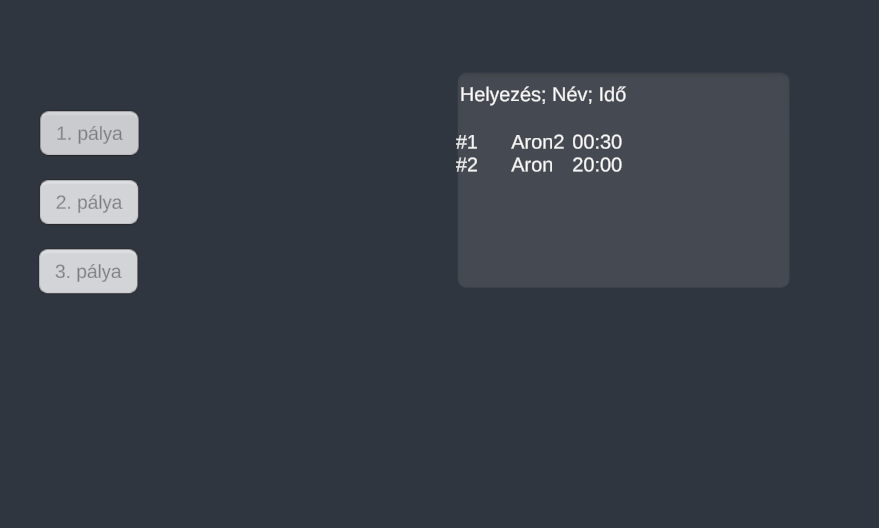 1. pálya
2. pálya
3. pálya
Helyezés; Név; Idő
#1 Aron2 00:30
#2 Aron 20:00